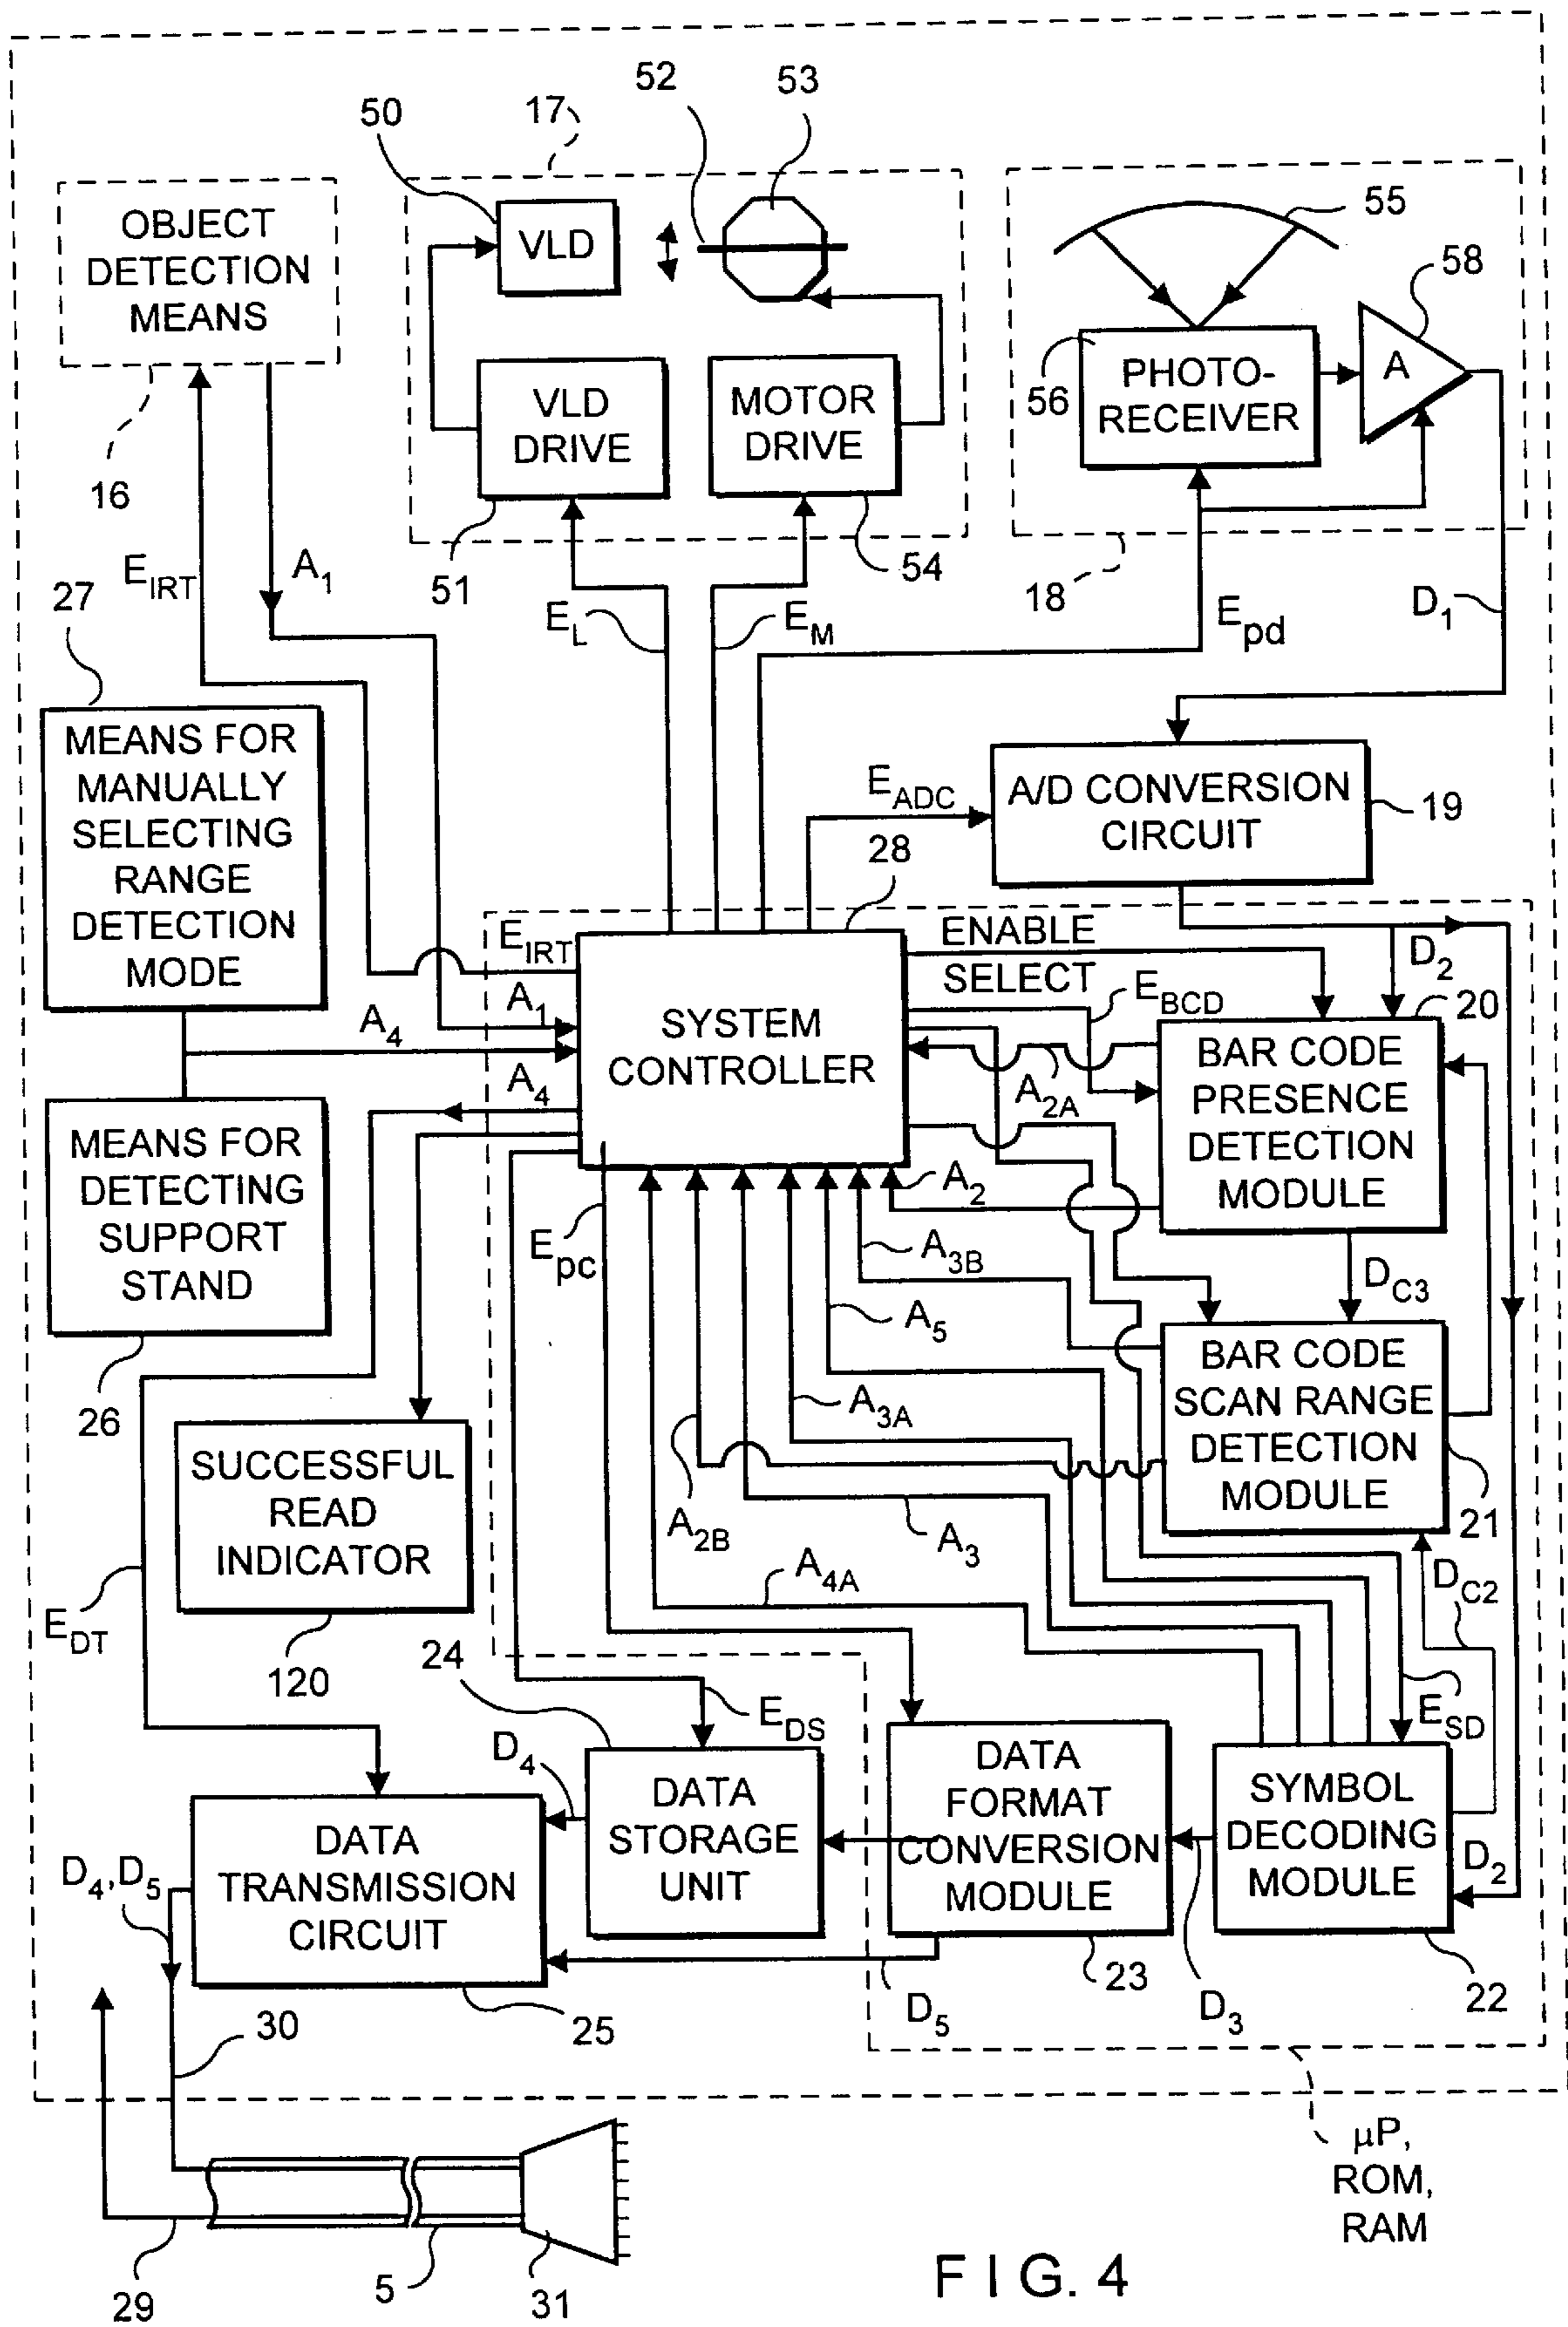 52
53
50
17
OBJECT
DETECTION
MEANS
VLD
55
58
56
PHOTO-
RECEIVER
A
VLD
DRIVE
MOTOR
DRIVE
16
E_IRT
A_1
51
54
18
27
E_L
E_M
E_pd
D_1
MEANS FOR
MANUALLY
SELECTING
RANGE
DETECTION
MODE
A/D CONVERSION
CIRCUIT
19
E_ADC
28
E_IRT
ENABLE
SELECT
D_2
E_BCD
20
A_1
A_4
SYSTEM
CONTROLLER
A_4
A_2A
BAR CODE
PRESENCE
DETECTION
MODULE
MEANS FOR
DETECTING
SUPPORT
STAND
A_2
E_pc
A_3B
D_C3
A_5
26
BAR CODE
SCAN RANGE
DETECTION
MODULE
A_3A
SUCCESSFUL
READ
INDICATOR
A_2B
A_3
21
A_4A
D_C2
E_DT
120
24
E_DS
E_SD
D_4
DATA
STORAGE
UNIT
DATA
FORMAT
CONVERSION
MODULE
SYMBOL
DECODING
MODULE
D_2
DATA
TRANSMISSION
CIRCUIT
D_4,D_5
23
22
30
25
D_5
D_3
μP,
ROM,
RAM
29
5
31
FIG. 4